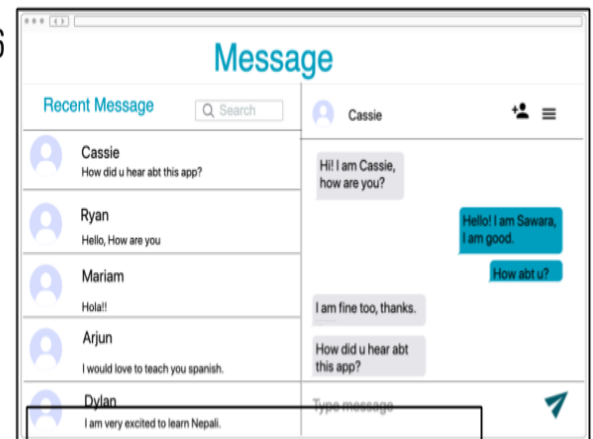 6
Message
Recent Message
Search
Cassie
How did u hear abt this app?
Ryan
Hello, How are you
Mariam
Hola!!
Arjun
I would love to teach you spanish.
Dylan
I am very excited to learn Nepali.
Cassie
Hi! I am Cassie,
how are you?
Hello! I am Sawara,
I am good.
How abt u?
I am fine too, thanks.
How did u hear abt
this app?
Type message